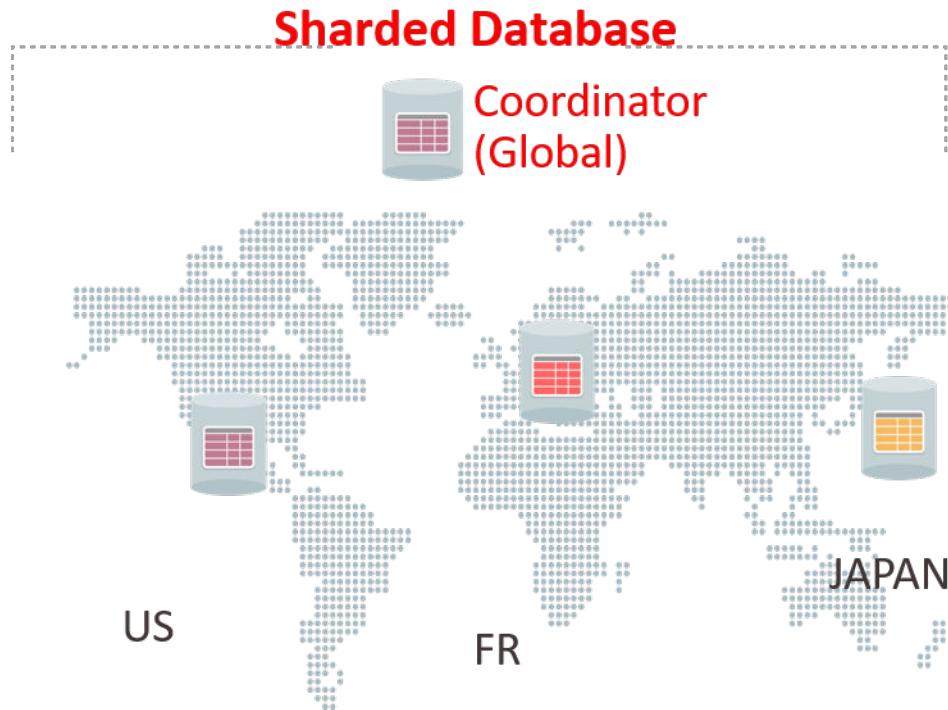 Sharded Database
Coordinator
(Global)
JAPAN
US
FR